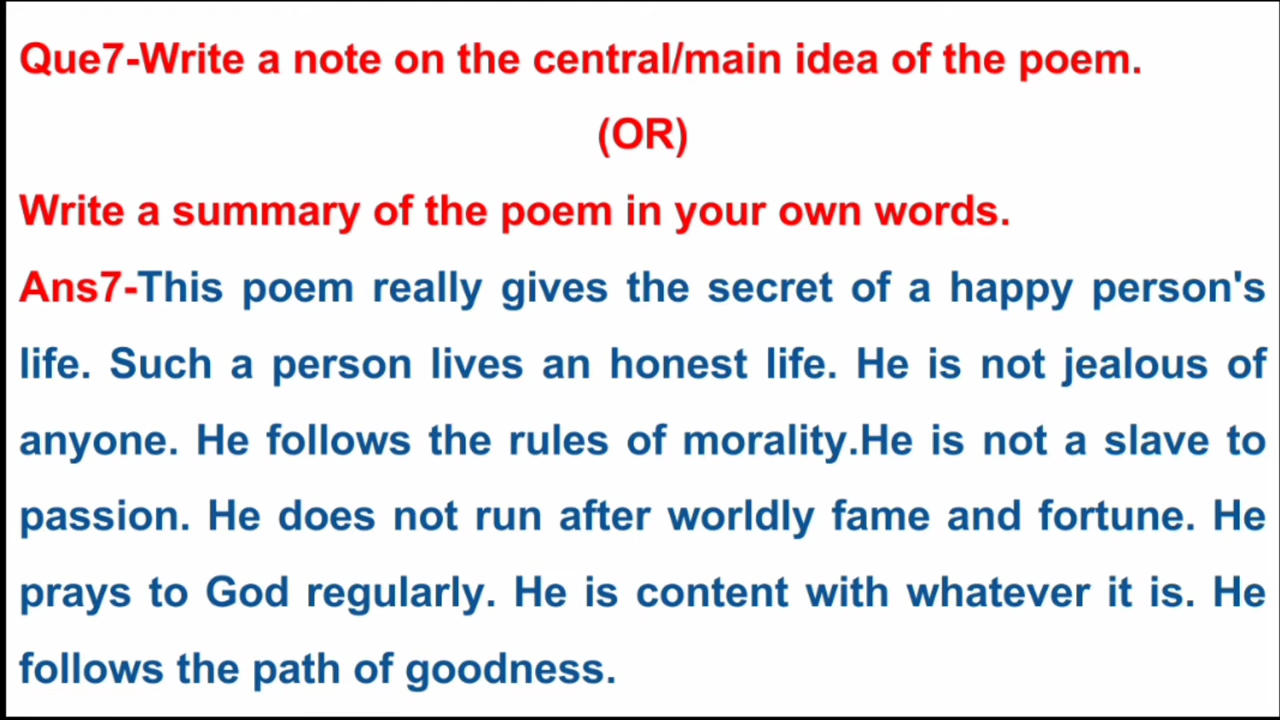 Que7-Write a note on the central/main idea of the poem.
(OR)
Write a summary of the poem in your own words.
Ans7-This poem really gives the secret of a happy person's
life. Such a person lives an honest life. He is not jealous of
anyone. He follows the rules of morality.He is not a slave to
passion. He does not run after worldly fame and fortune. He
prays to God regularly. He is content with whatever it is. He
follows the path of goodness.